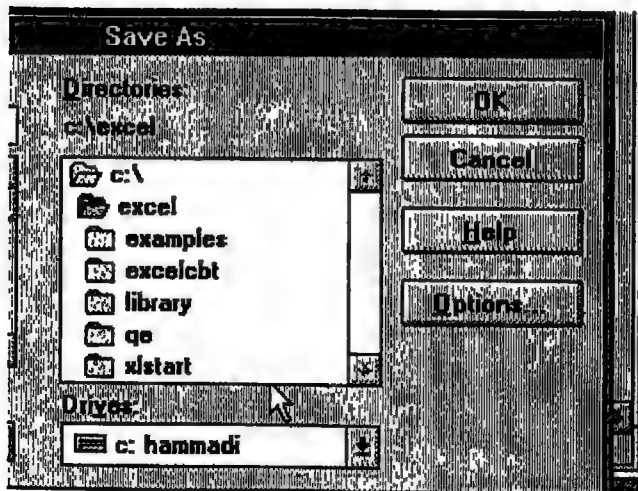 Save As
Directories:
c:\excel
c:\
excel
examples
excelcbt
library
qe
xlstart
Drives:
c: hammadi
OK
Cancel
Help
Options...